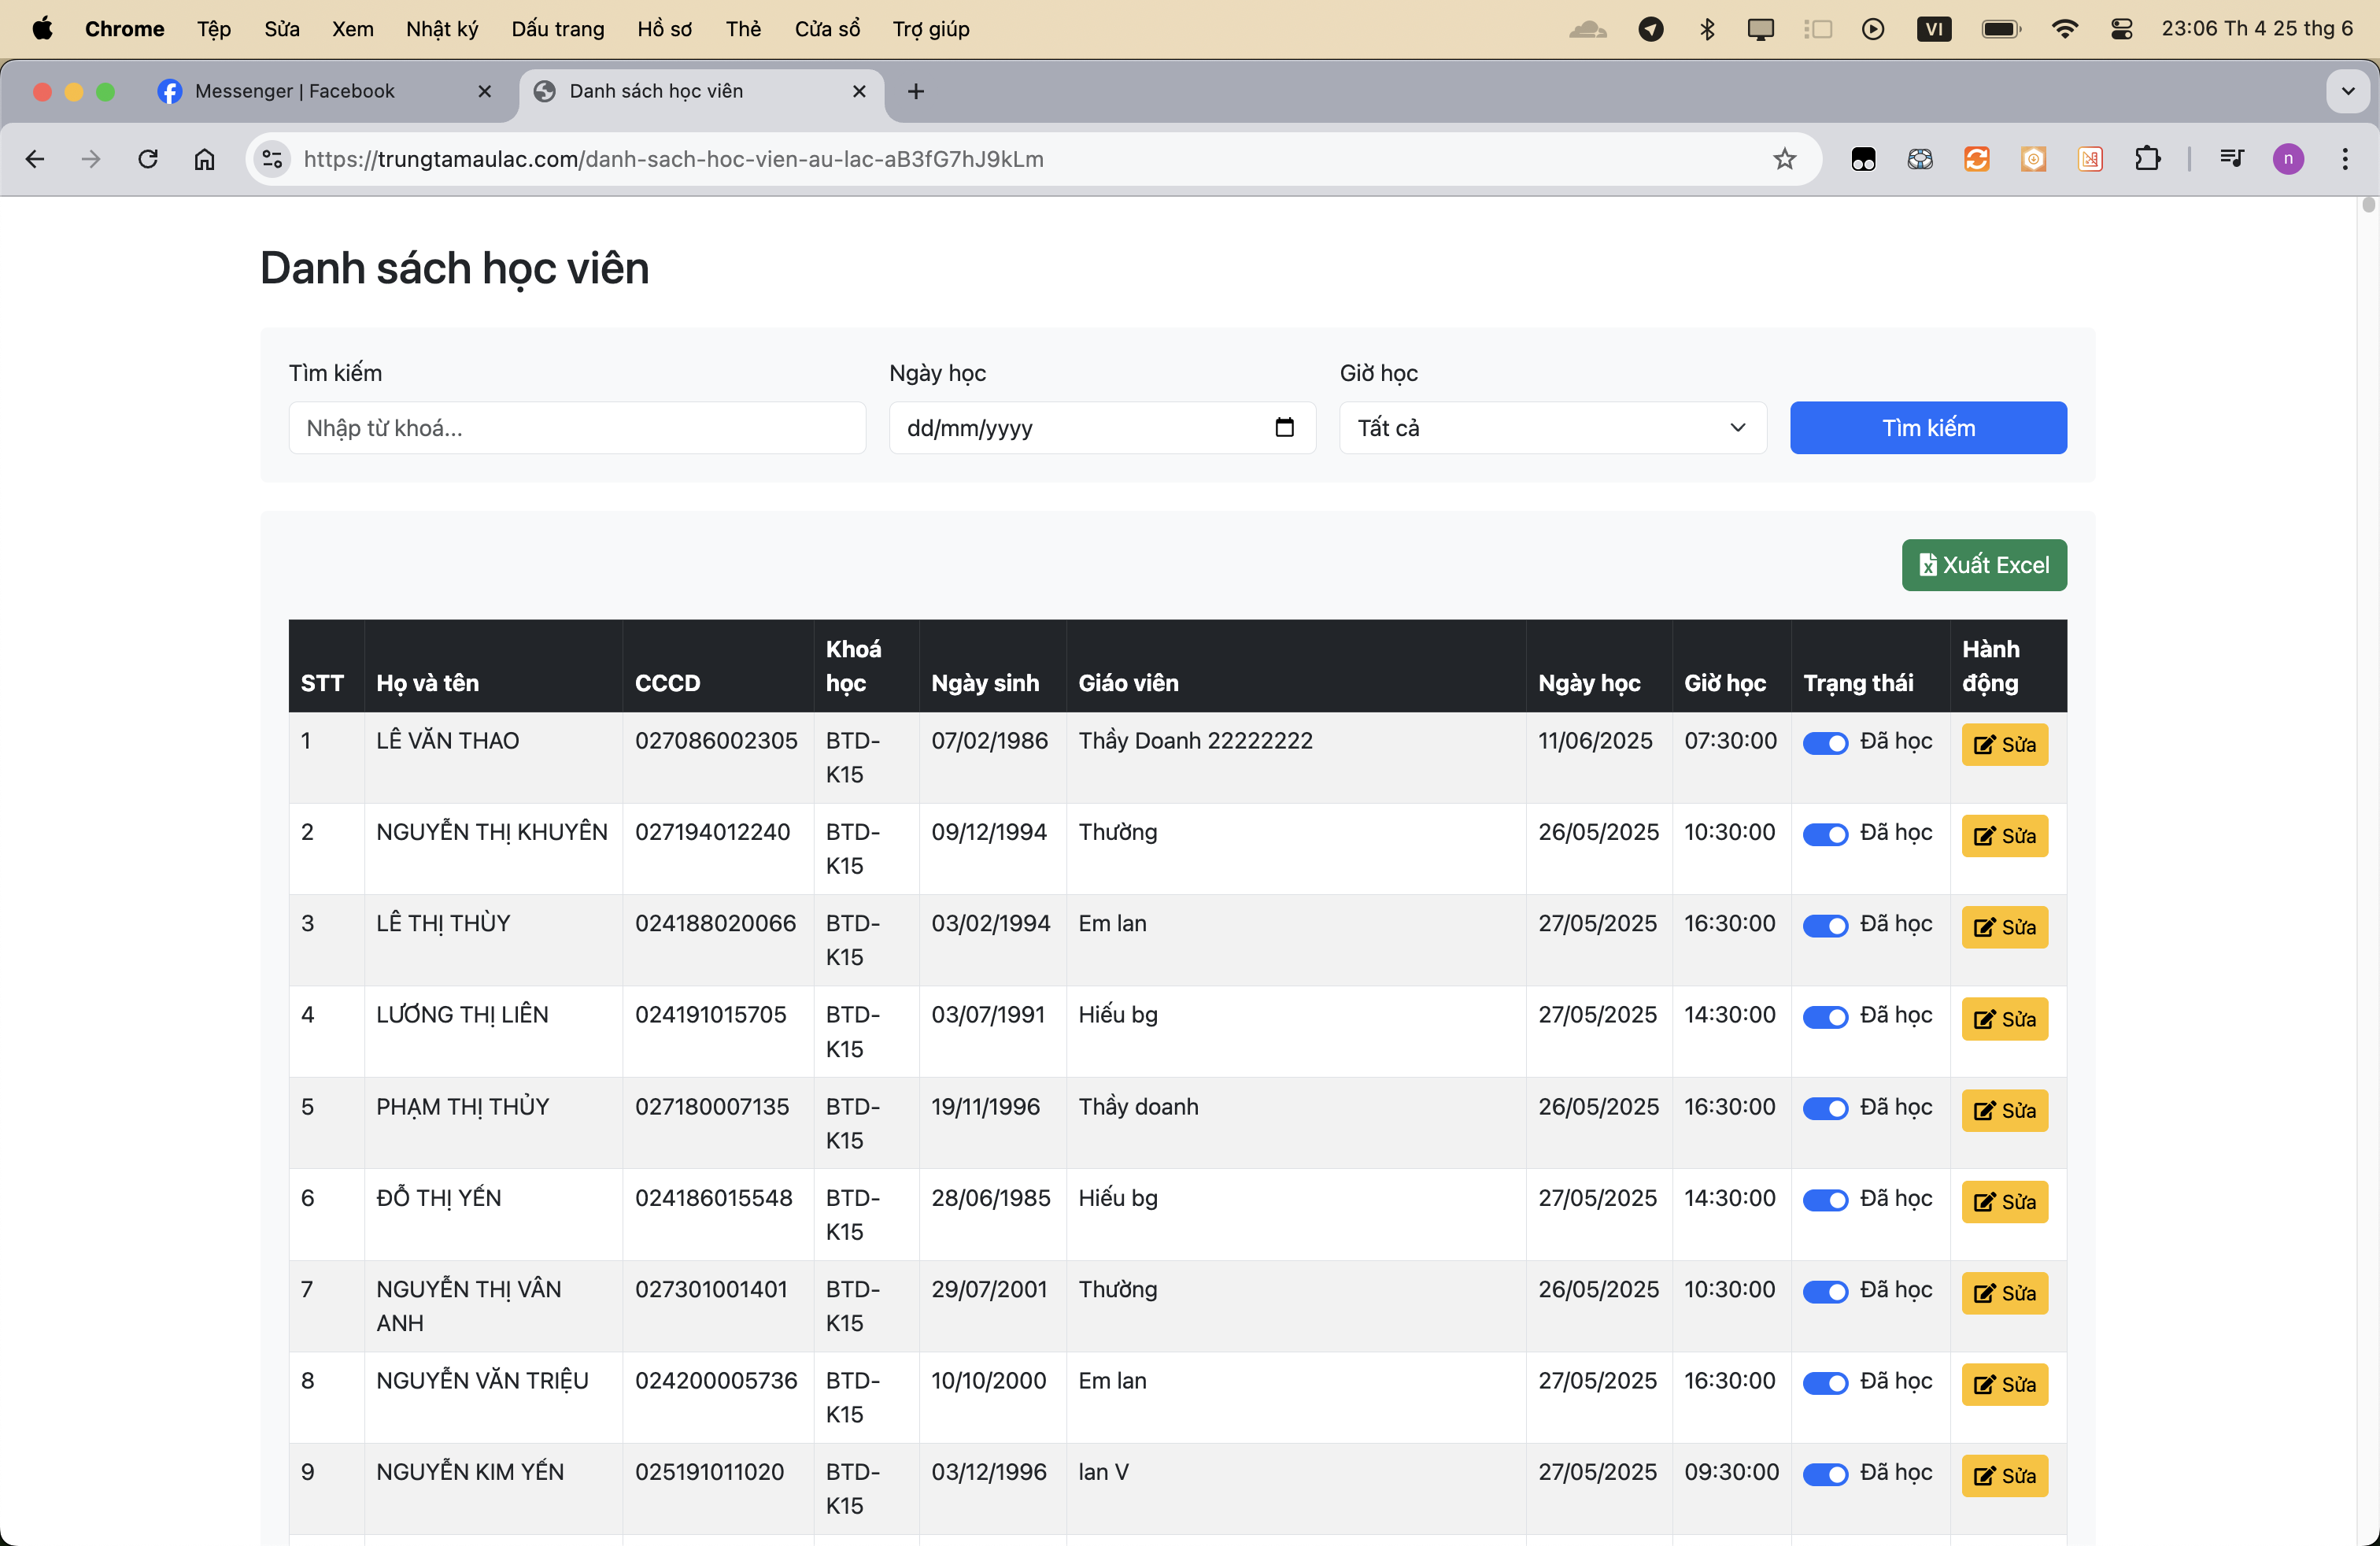 Chrome Tệp Sửa Xem Nhật ký Dấu trang Hồ sơ Thẻ Cửa sổ Trợ giúp VI 23:06 Th 4 25 thg 6
Messenger | Facebook Danh sách học viên
https://trungtamaulac.com/danh-sach-hoc-vien-au-lac-aB3fG7hJ9kLm n
Danh sách học viên
Tìm kiếm Ngày học Giờ học
Nhập từ khoá... dd/mm/yyyy Tất cả Tìm kiếm
Xuất Excel
STT Họ và tên CCCD Khoá học Ngày sinh Giáo viên Ngày học Giờ học Trạng thái Hành động
1 LÊ VĂN THAO 027086002305 BTD-K15 07/02/1986 Thầy Doanh 22222222 11/06/2025 07:30:00 Đã học Sửa
2 NGUYỄN THỊ KHUYÊN 027194012240 BTD-K15 09/12/1994 Thường 26/05/2025 10:30:00 Đã học Sửa
3 LÊ THỊ THÙY 024188020066 BTD-K15 03/02/1994 Em lan 27/05/2025 16:30:00 Đã học Sửa
4 LƯƠNG THỊ LIÊN 024191015705 BTD-K15 03/07/1991 Hiếu bg 27/05/2025 14:30:00 Đã học Sửa
5 PHẠM THỊ THỦY 027180007135 BTD-K15 19/11/1996 Thầy doanh 26/05/2025 16:30:00 Đã học Sửa
6 ĐỖ THỊ YẾN 024186015548 BTD-K15 28/06/1985 Hiếu bg 27/05/2025 14:30:00 Đã học Sửa
7 NGUYỄN THỊ VÂN ANH 027301001401 BTD-K15 29/07/2001 Thường 26/05/2025 10:30:00 Đã học Sửa
8 NGUYỄN VĂN TRIỆU 024200005736 BTD-K15 10/10/2000 Em lan 27/05/2025 16:30:00 Đã học Sửa
9 NGUYỄN KIM YẾN 025191011020 BTD-K15 03/12/1996 lan V 27/05/2025 09:30:00 Đã học Sửa